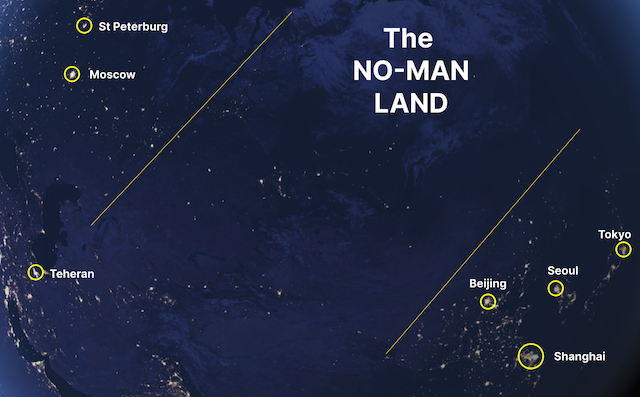 The
NO-MAN
LAND
St Peterburg
Moscow
Teheran
Tokyo
Seoul
Beijing
Shanghai